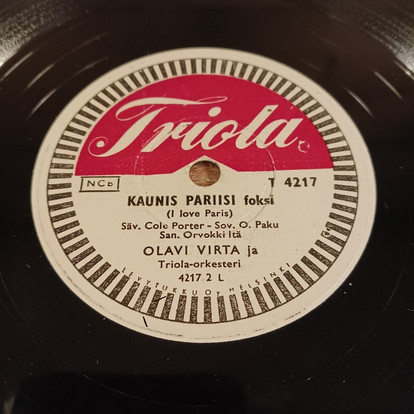 Triola
NCB
T 4217
KAUNIS PARIISI foksi
(I love Paris)
Säv. Cole Porter - Sov. O. Paku
San. Orvokki Itä
OLAVI VIRTA ja
Triola-orkesteri
4217 2 L
LEVYTUKKU OY HELSINKI